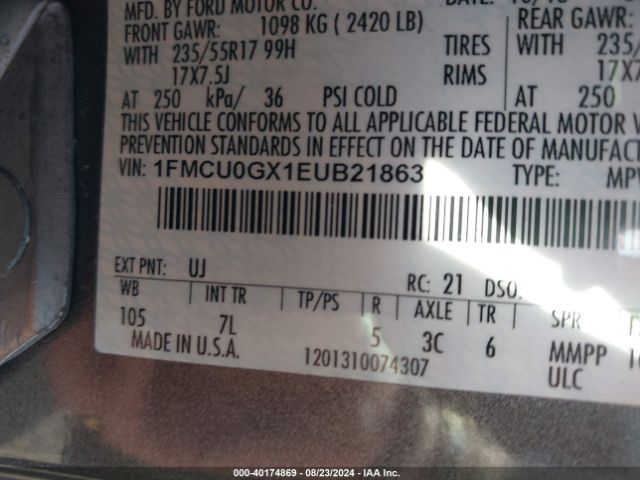 MFD. BY FORD MOTOR CO.
FRONT GAWR: 1098 KG ( 2420 LB) REAR GAWR:
WITH 235/55R17 99H TIRES WITH 235/
17X7.5J RIMS 17X7
AT 250 kPa/ 36 PSI COLD AT 250
THIS VEHICLE CONFORMS TO ALL APPLICABLE FEDERAL MOTOR
PREVENTION STANDARDS IN EFFECT ON THE DATE OF MANUFACT
VIN: 1FMCU0GX1EUB21863 TYPE: MPV
EXT PNT: UJ RC: 21 DSO:
WB INT TR TP/PS R AXLE TR SPR
105 7L 5 3C 6 MMPP
MADE IN U.S.A. 1201310074307 ULC
000-40174869 - 08/23/2024 - IAA Inc.